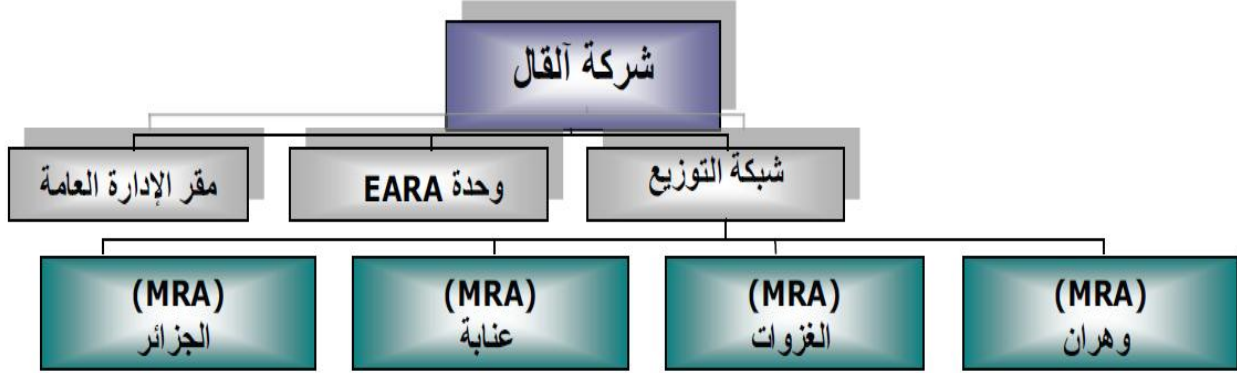 شركة آلقال
شبكة التوزيع
وحدة EARA
مقر الإدارة العامة
(MRA)
وهران
(MRA)
الغزوات
(MRA)
عنابة
(MRA)
الجزائر